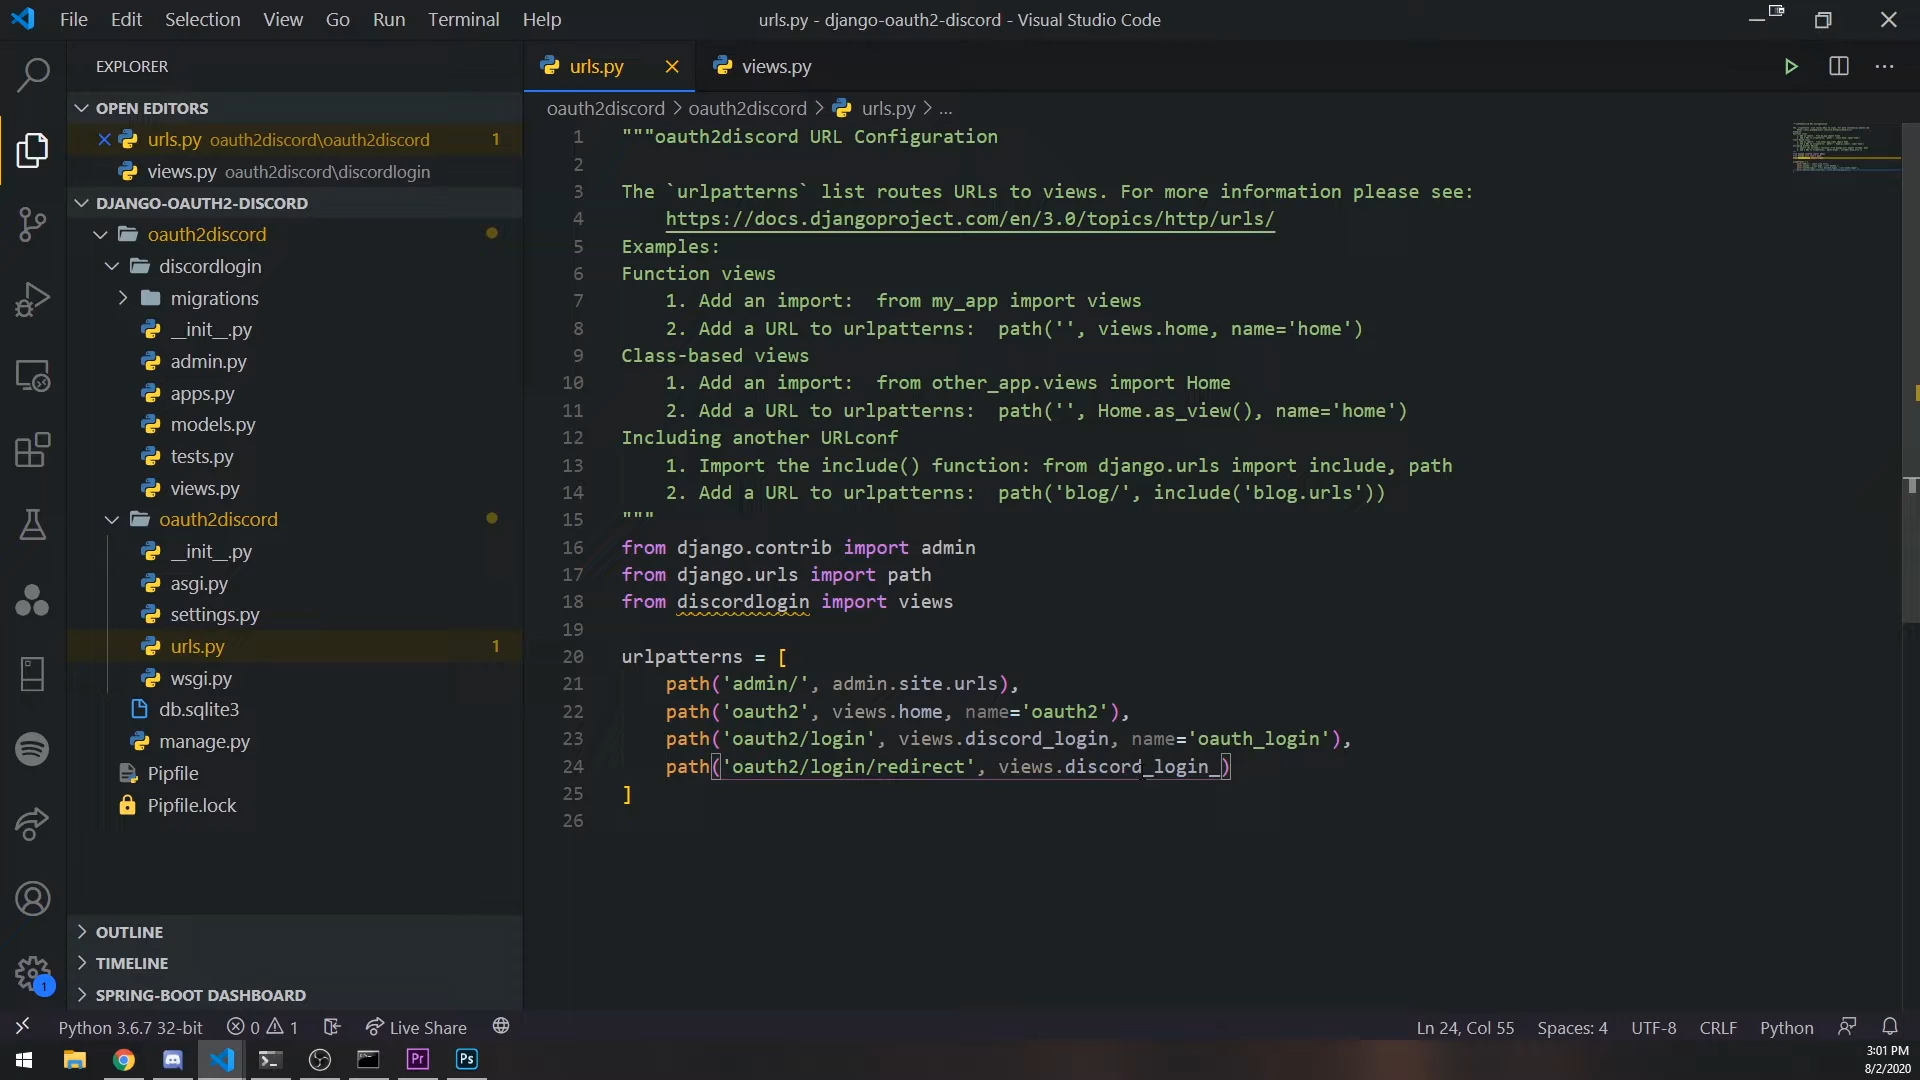 File Edit Selection View Go Run Terminal Help
urls.py - django-oauth2-discord - Visual Studio Code
EXPLORER
OPEN EDITORS
urls.py oauth2discord\oauth2discord 1
views.py oauth2discord\discordlogin
DJANGO-OAUTH2-DISCORD
oauth2discord
discordlogin
migrations
__init__.py
admin.py
apps.py
models.py
tests.py
views.py
oauth2discord
__init__.py
asgi.py
settings.py
urls.py 1
wsgi.py
db.sqlite3
manage.py
Pipfile
Pipfile.lock
OUTLINE
TIMELINE
SPRING-BOOT DASHBOARD
1
urls.py
views.py
oauth2discord > oauth2discord > urls.py > ...
1 """oauth2discord URL Configuration
2
3 The `urlpatterns` list routes URLs to views. For more information please see:
4     https://docs.djangoproject.com/en/3.0/topics/http/urls/
5 Examples:
6 Function views
7     1. Add an import:  from my_app import views
8     2. Add a URL to urlpatterns:  path('', views.home, name='home')
9 Class-based views
10     1. Add an import:  from other_app.views import Home
11     2. Add a URL to urlpatterns:  path('', Home.as_view(), name='home')
12 Including another URLconf
13     1. Import the include() function: from django.urls import include, path
14     2. Add a URL to urlpatterns:  path('blog/', include('blog.urls'))
15 """
16 from django.contrib import admin
17 from django.urls import path
18 from discordlogin import views
19
20 urlpatterns = [
21     path('admin/', admin.site.urls),
22     path('oauth2', views.home, name='oauth2'),
23     path('oauth2/login', views.discord_login, name='oauth_login'),
24     path('oauth2/login/redirect', views.discord_login_)
25 ]
26
Python 3.6.7 32-bit 0 1 Live Share
Ln 24, Col 55 Spaces: 4 UTF-8 CRLF Python
Pr Ps
3:01 PM
8/2/2020